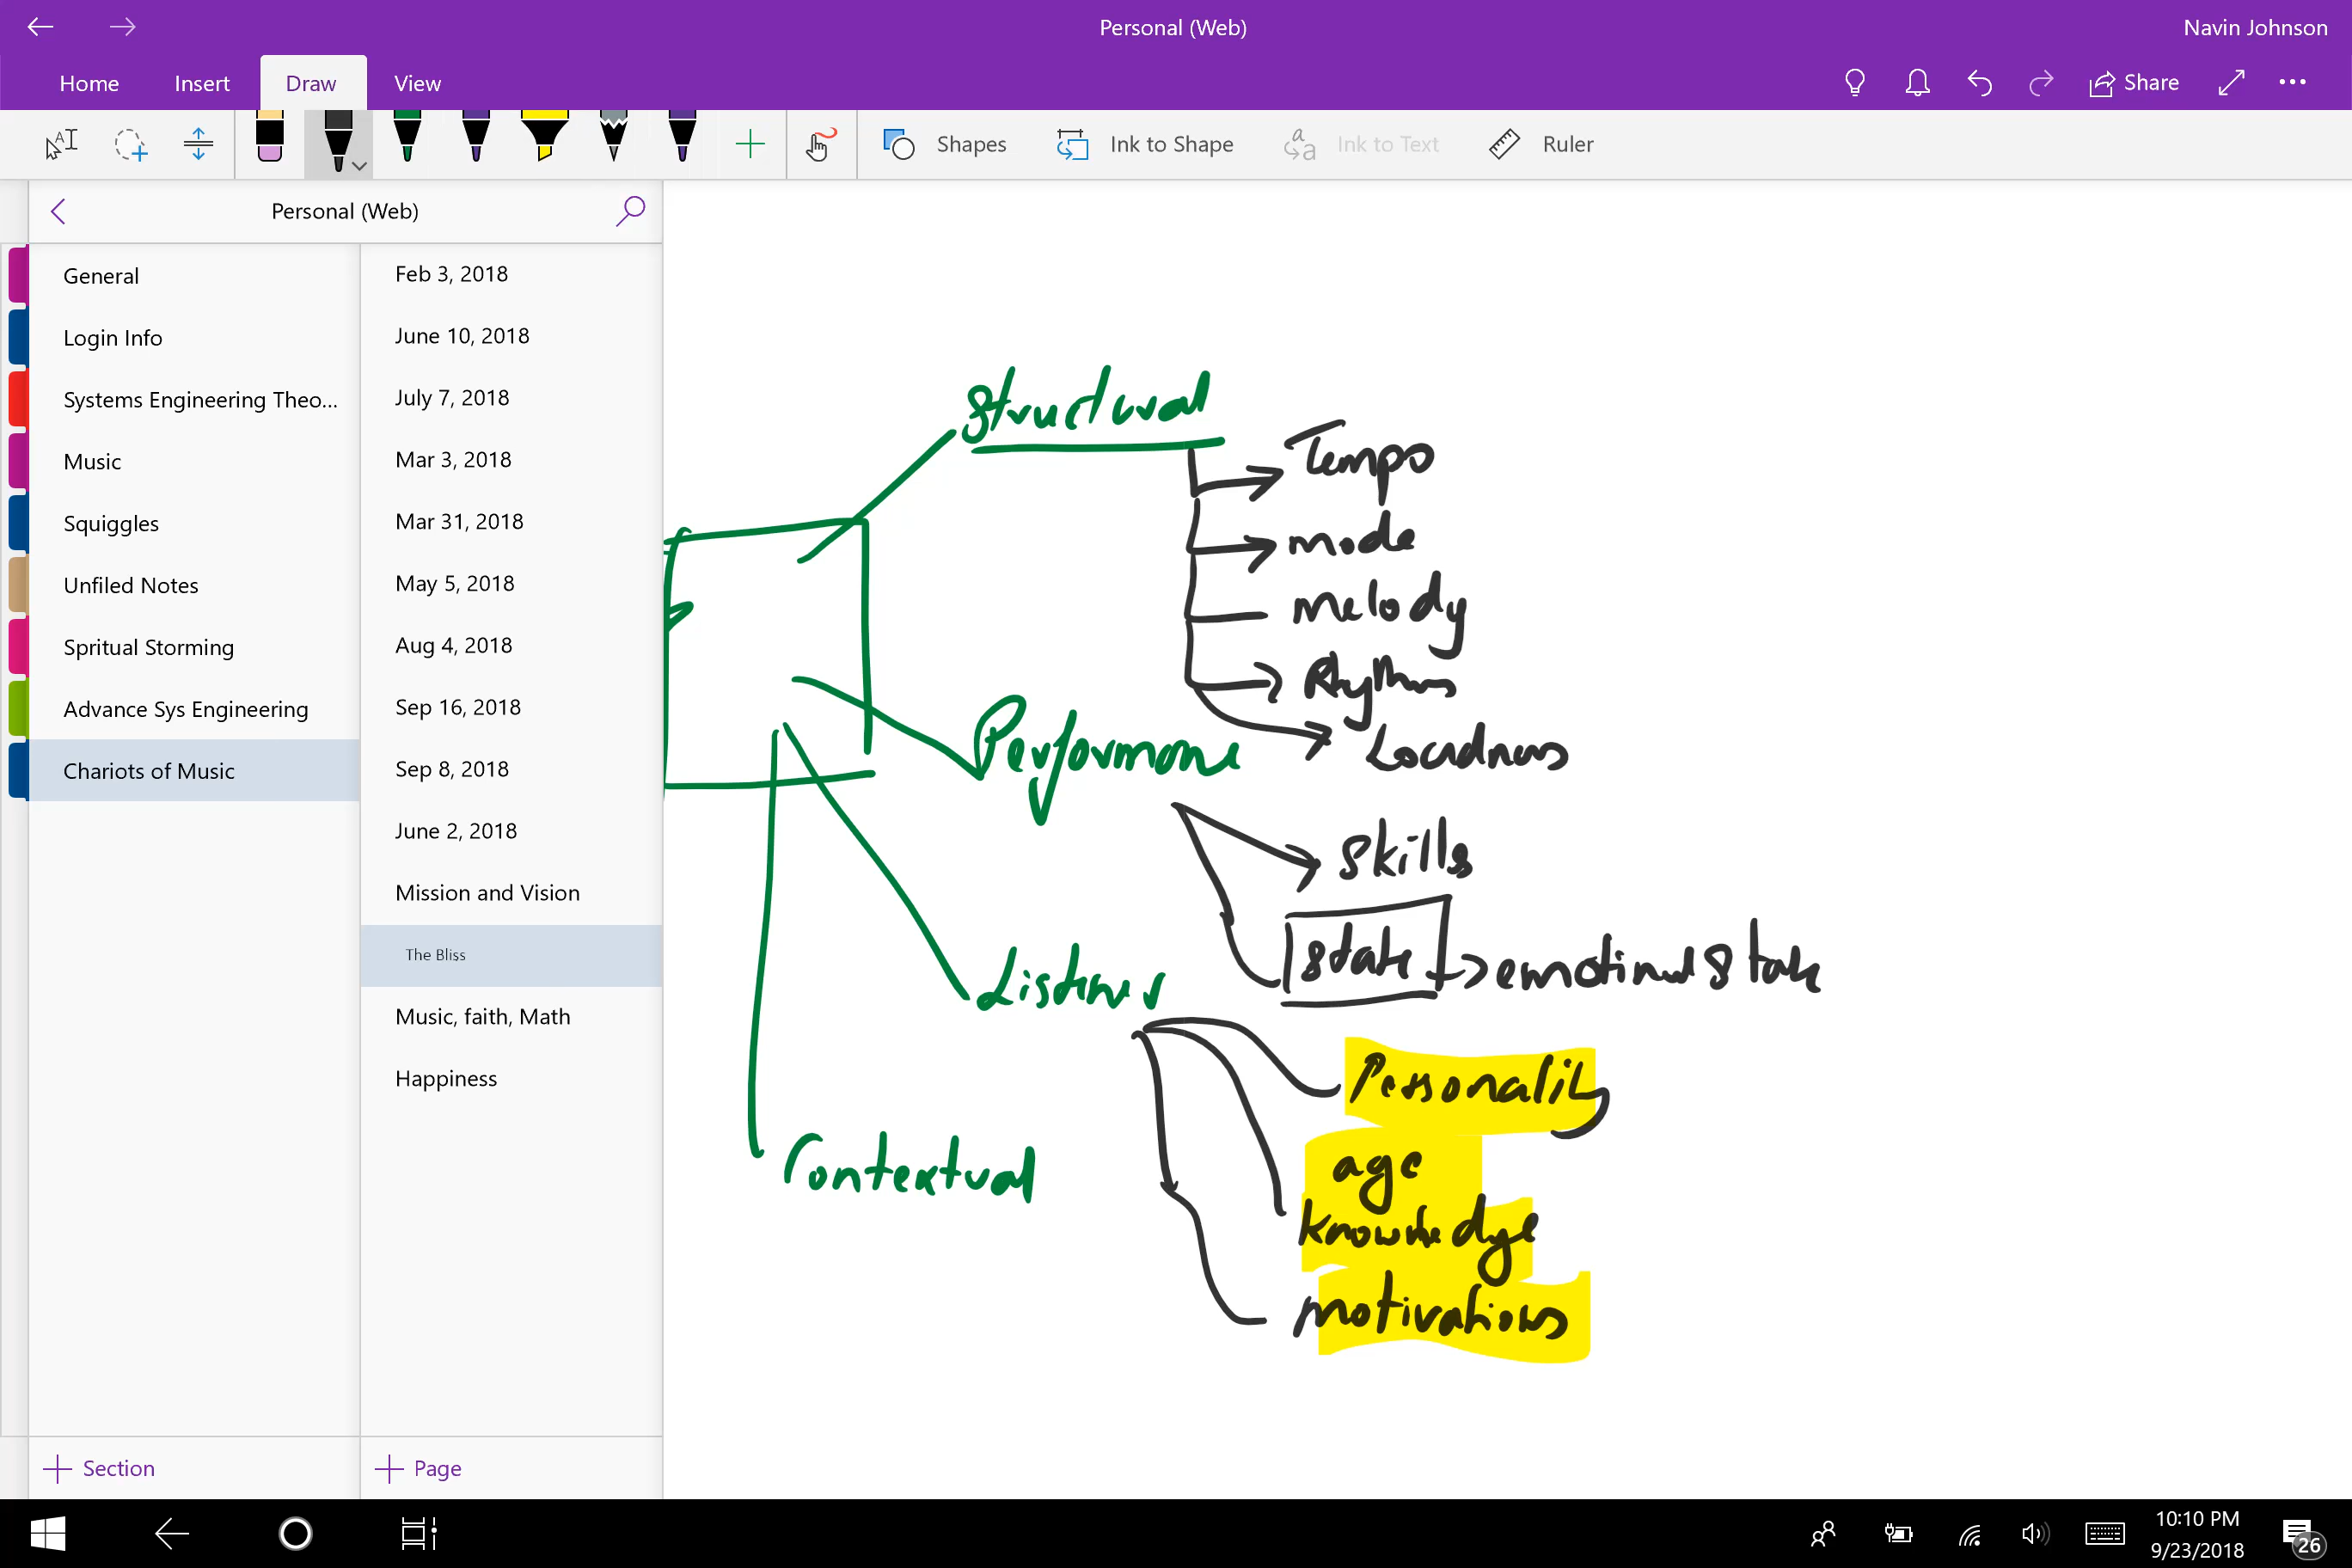 Personal (Web)
Navin Johnson
Home
Insert
Draw
View
Share
Shapes
Ink to Shape
Ink to Text
Ruler
Personal (Web)
General
Login Info
Systems Engineering Theo...
Music
Squiggles
Unfiled Notes
Spritual Storming
Advance Sys Engineering
Chariots of Music
Section
Feb 3, 2018
June 10, 2018
July 7, 2018
Mar 3, 2018
Mar 31, 2018
May 5, 2018
Aug 4, 2018
Sep 16, 2018
Sep 8, 2018
June 2, 2018
Mission and Vision
The Bliss
Music, faith, Math
Happiness
Page
Structural
Tempo
mode
melody
Rhythm
Loudness
Performance
skills
state
emotional state
Listener
Personality
age
knowledge
motivations
Contextual
10:10 PM
9/23/2018
26